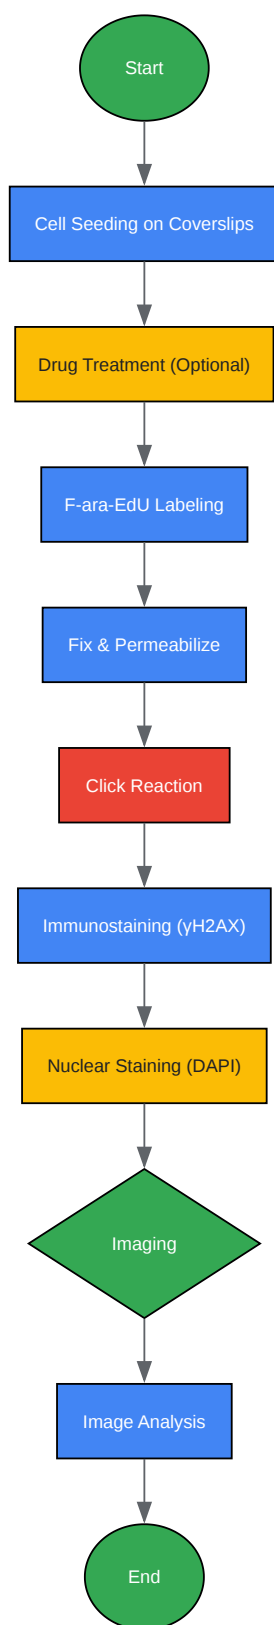 Start
Cell Seeding on Coverslips
Drug Treatment (Optional)
F-ara-EdU Labeling
Fix & Permeabilize
Click Reaction
Immunostaining (γH2AX)
Nuclear Staining (DAPI)
Imaging
Image Analysis
End